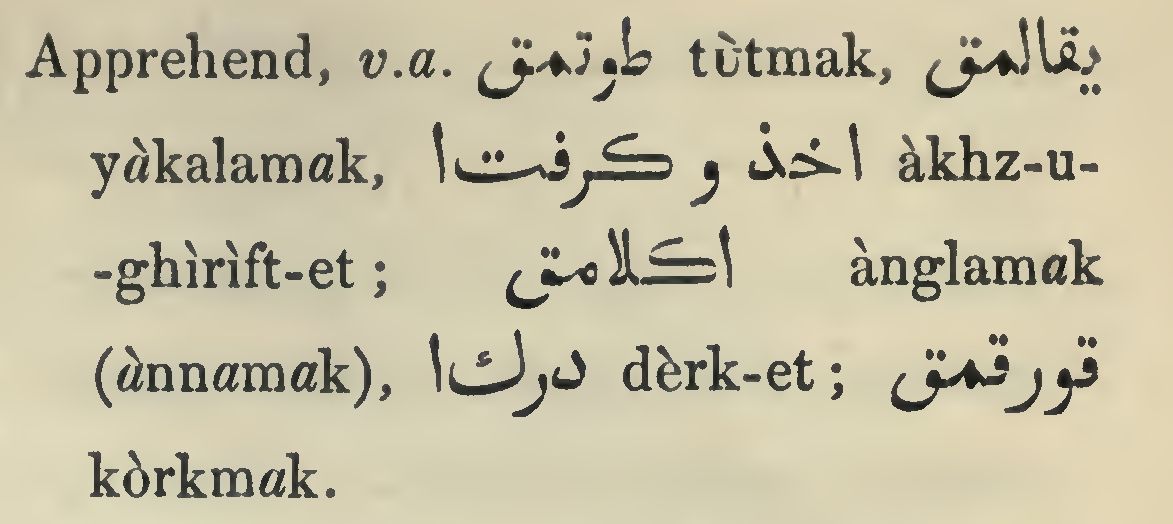 Apprehend, v.a. طوتمق tùtmak, يقالمق
yàkalamak, اخذ و كرفت ا àkhz-u-
-ghìrìft-et ; اكلامق ànglamak
(ànnamak), درك ا dèrk-et ; قورقمق
kòrkmak.